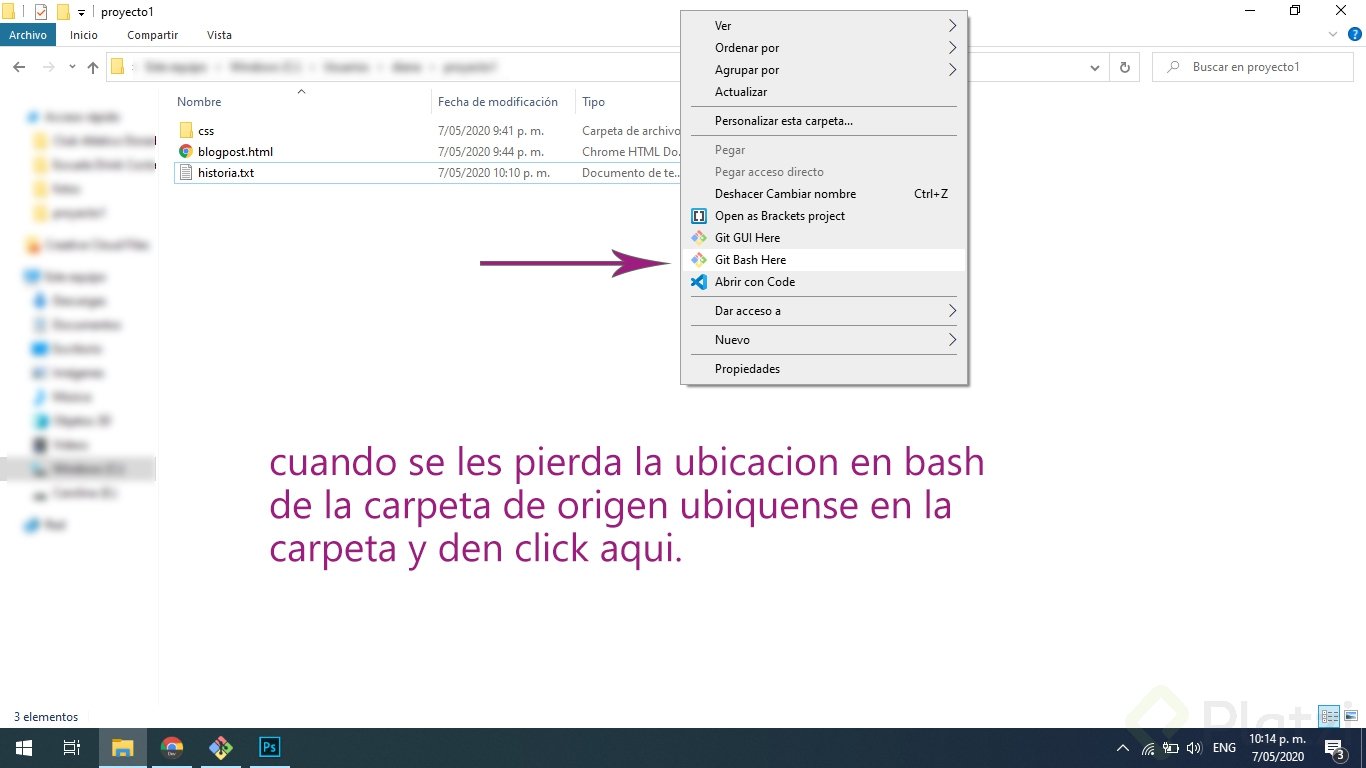 proyecto1
Archivo Inicio Compartir Vista
Buscar en proyecto1
Nombre Fecha de modificación Tipo
css 7/05/2020 9:41 p. m. Carpeta de archivo
blogpost.html 7/05/2020 9:44 p. m. Chrome HTML Do...
historia.txt 7/05/2020 10:10 p. m. Documento de te...
Ver
Ordenar por
Agrupar por
Actualizar
Personalizar esta carpeta...
Pegar
Pegar acceso directo
Deshacer Cambiar nombre Ctrl+Z
Open as Brackets project
Git GUI Here
Git Bash Here
Abrir con Code
Dar acceso a
Nuevo
Propiedades
cuando se les pierda la ubicacion en bash
de la carpeta de origen ubiquense en la
carpeta y den click aqui.
3 elementos
Ps
ENG
10:14 p. m.
7/05/2020
3